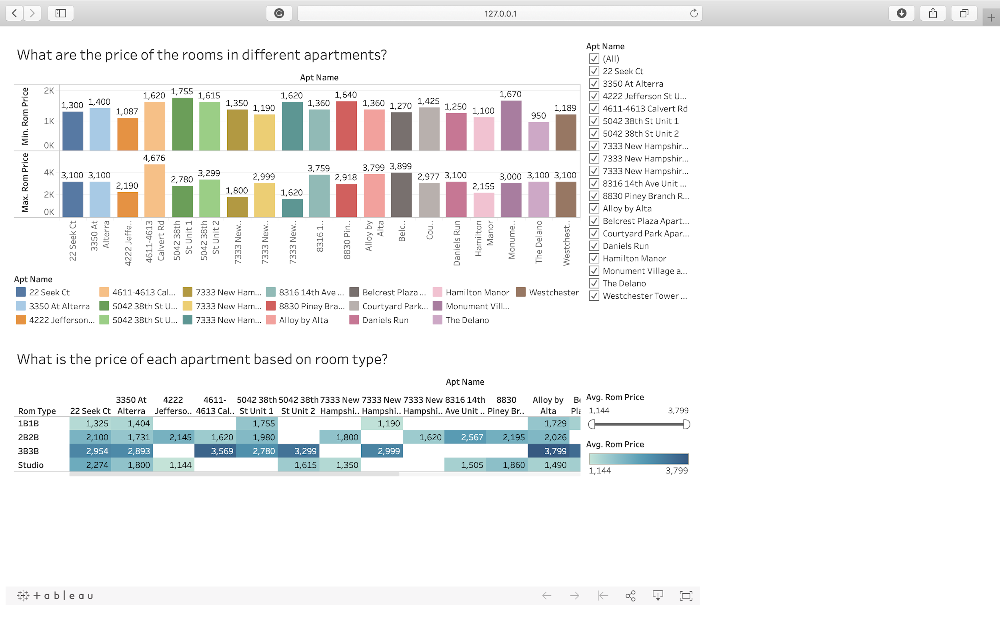 127.0.0.1
What are the price of the rooms in different apartments?
Apt Name
Min. Rom Price
2K
1K
0K
1,300 1,400 1,087 1,620 1,755 1,615 1,350 1,190 1,620 1,360 1,640 1,360 1,270 1,425 1,250 1,100 1,670 950 1,189
Max. Rom Price
4K
2K
0K
3,100 3,100 2,190 4,676 2,780 3,299 1,800 2,999 1,620 3,759 2,918 3,799 3,899 2,977 3,100 2,155 3,000 3,100 3,100
22 Seek Ct
3350 At
Alterra
4222 Jeffe..
4611-4613
Calvert Rd
5042 38th
St Unit 1
5042 38th
St Unit 2
7333 New..
7333 New..
7333 New..
8316 1..
8830 Pin..
Alloy by
Alta
Belc..
Cou..
Daniels Run
Hamilton
Manor
Monume..
The Delano
Westchest..
Apt Name
22 Seek Ct 4611-4613 Cal... 7333 New Ham... 8316 14th Ave ... Belcrest Plaza ... Hamilton Manor Westchester
3350 At Alterra 5042 38th St U... 7333 New Ham... 8830 Piney Bra... Courtyard Park... Monument Vill...
4222 Jefferson... 5042 38th St U... 7333 New Ham... Alloy by Alta Daniels Run The Delano
Apt Name
(All)
22 Seek Ct
3350 At Alterra
4222 Jefferson St U...
4611-4613 Calvert Rd
5042 38th St Unit 1
5042 38th St Unit 2
7333 New Hampshir...
7333 New Hampshir...
7333 New Hampshir...
8316 14th Ave Unit ...
8830 Piney Branch R...
Alloy by Alta
Belcrest Plaza Apart...
Courtyard Park Apar...
Daniels Run
Hamilton Manor
Monument Village a...
The Delano
Westchester Tower ...
What is the price of each apartment based on room type?
Apt Name
3350 At 4222 4611- 5042 38th 5042 38th 7333 New 7333 New 7333 New 8316 14th 8830 Alloy by
Rom Type 22 Seek Ct Alterra Jefferso.. 4613 Cal.. St Unit 1 St Unit 2 Hampshi.. Hampshi.. Hampshi.. Ave Unit .. Piney Br.. Alta
1B1B 1,325 1,404 1,755 1,190 1,729
2B2B 2,100 1,731 2,145 1,620 1,980 1,800 1,620 2,567 2,195 2,026
3B3B 2,954 2,893 3,569 2,780 3,299 2,999 3,799
Studio 2,274 1,800 1,144 1,615 1,350 1,505 1,860 1,490
Avg. Rom Price
1,144 3,799
Avg. Rom Price
1,144 3,799
+ableau